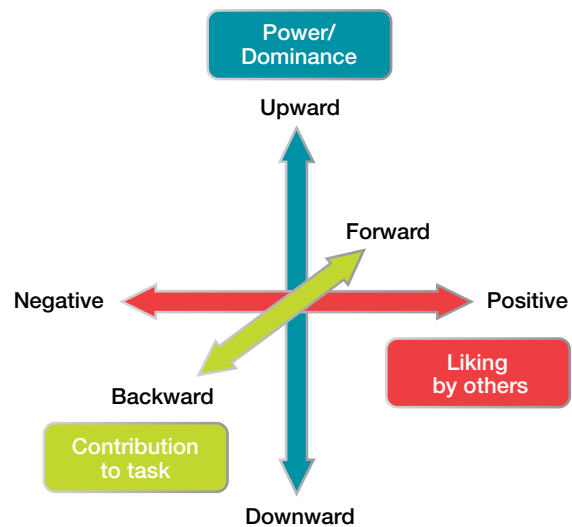 Power/
Dominance
Upward
Forward
Negative
Positive
Liking
by others
Backward
Contribution
to task
Downward